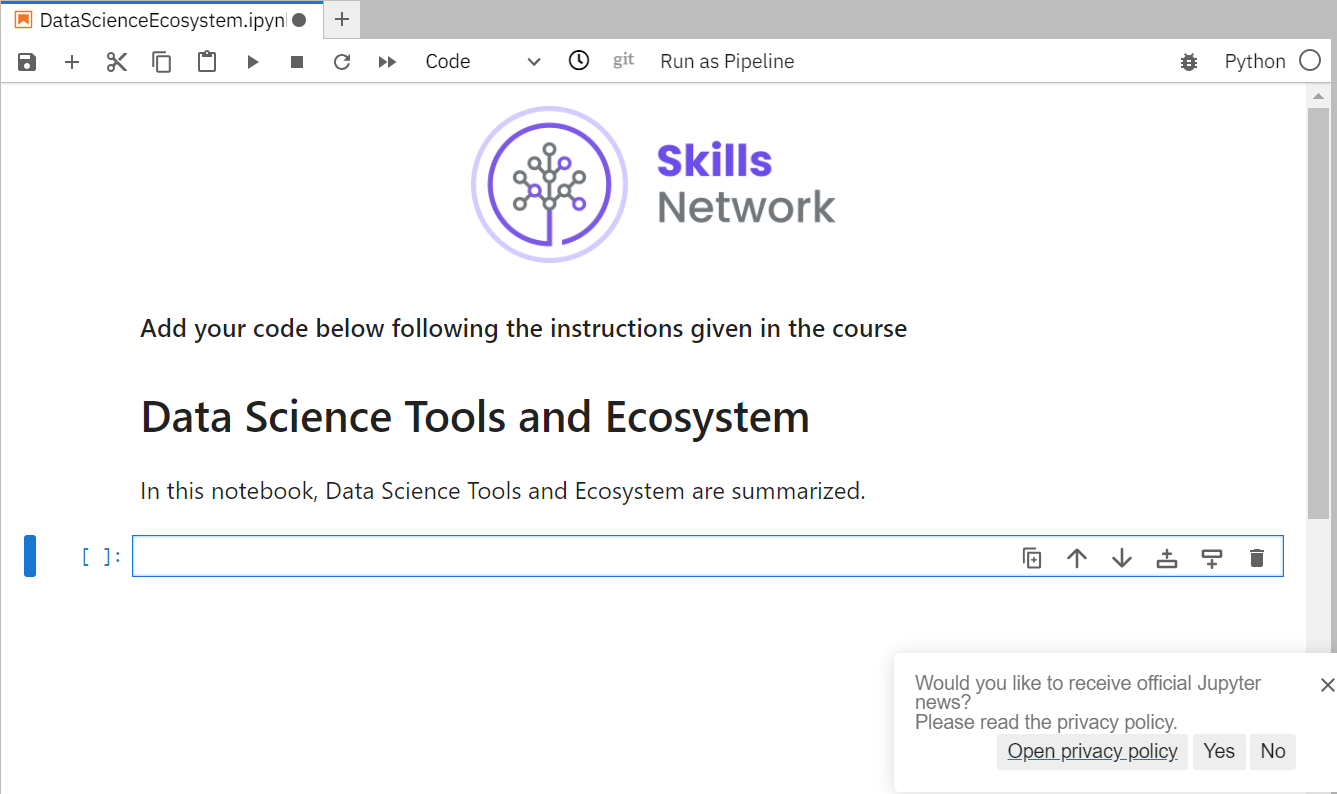 DataScienceEcosystem.ipyn
Code
git
Run as Pipeline
Python
Skills
Network
Add your code below following the instructions given in the course
Data Science Tools and Ecosystem
In this notebook, Data Science Tools and Ecosystem are summarized.
[ ]:
Would you like to receive official Jupyter
news?
Please read the privacy policy.
Open privacy policy Yes No